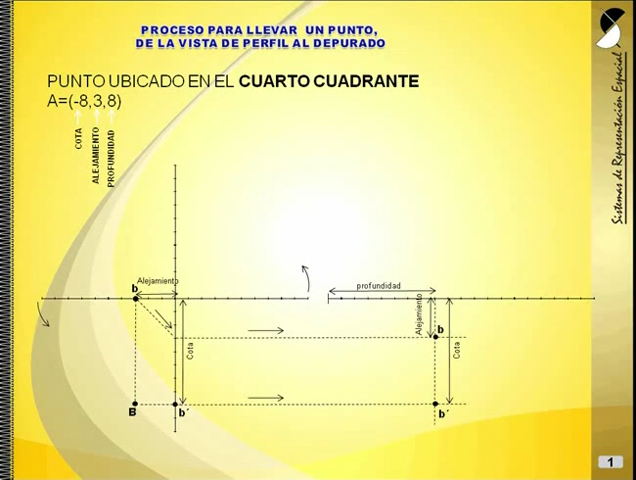 PROCESO PARA LLEVAR UN PUNTO,
DE LA VISTA DE PERFIL AL DEPURADO
Sistemas de Representación Espacial
PUNTO UBICADO EN EL CUARTO CUADRANTE
A=(-8,3,8)
COTA
ALEJAMIENTO
PROFUNDIDAD
Alejamiento
b
profundidad
Alejamiento
b
Cota
Cota
B
b´
b´
1